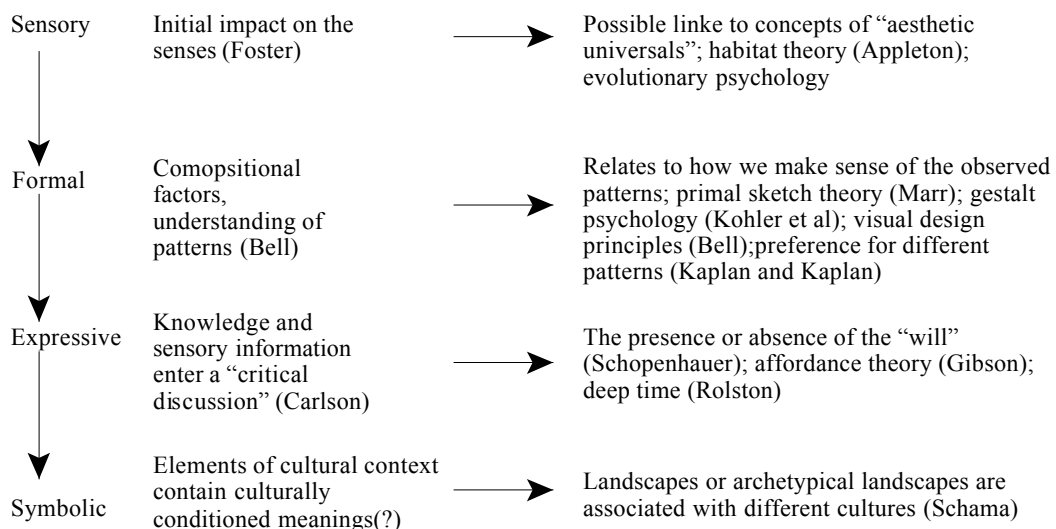 Sensory
Initial impact on the
senses (Foster)
Possible linke to concepts of “aesthetic
universals”; habitat theory (Appleton);
evolutionary psychology
Formal
Comopsitional
factors,
understanding of
patterns (Bell)
Relates to how we make sense of the observed
patterns; primal sketch theory (Marr); gestalt
psychology (Kohler et al); visual design
principles (Bell);preference for different
patterns (Kaplan and Kaplan)
Expressive
Knowledge and
sensory information
enter a “critical
discussion” (Carlson)
The presence or absence of the “will”
(Schopenhauer); affordance theory (Gibson);
deep time (Rolston)
Symbolic
Elements of cultural context
contain culturally
conditioned meanings(?)
Landscapes or archetypical landscapes are
associated with different cultures (Schama)